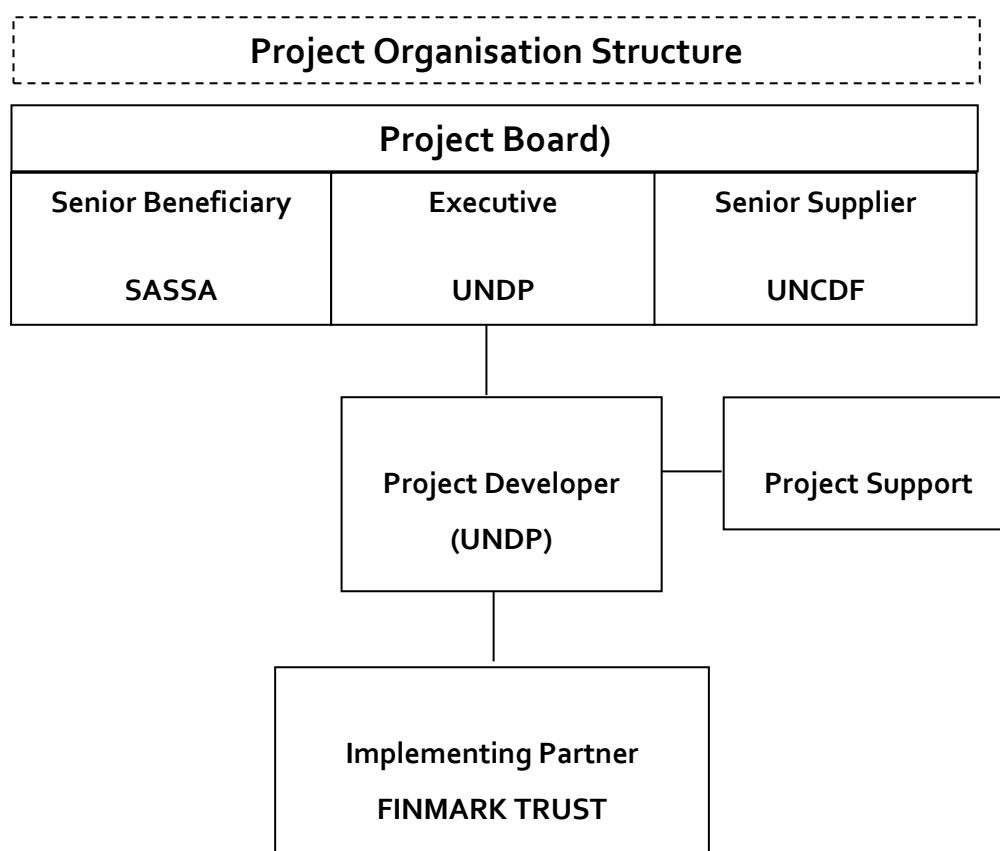 Project Organisation Structure
Project Board)
Senior Beneficiary
SASSA
Executive
UNDP
Senior Supplier
UNCDF
Project Developer
(UNDP)
Project Support
Implementing Partner
FINMARK TRUST